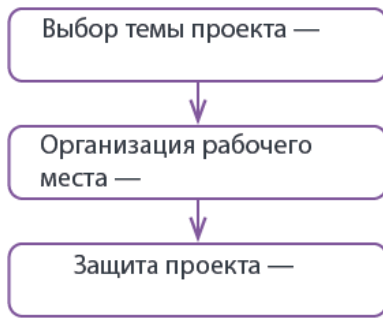 Выбор темы проекта —
Организация рабочего
места —
Защита проекта —